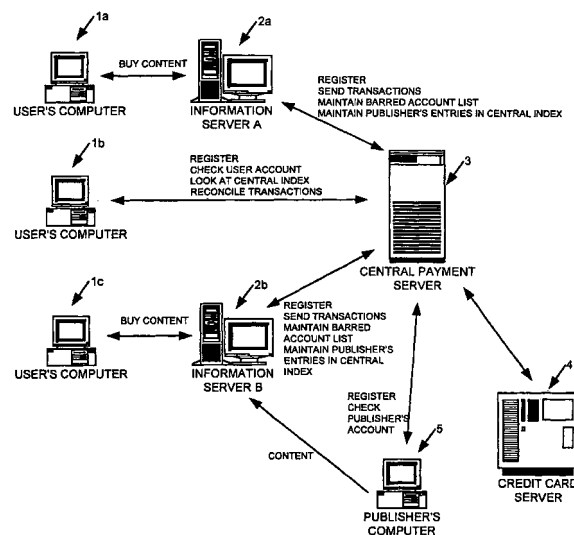 1a
BUY CONTENT
USER'S COMPUTER
2a
INFORMATION
SERVER A
REGISTER
SEND TRANSACTIONS
MAINTAIN BARRED ACCOUNT LIST
MAINTAIN PUBLISHER'S ENTRIES IN CENTRAL INDEX
1b
USER'S COMPUTER
REGISTER
CHECK USER ACCOUNT
LOOK AT CENTRAL INDEX
RECONCILE TRANSACTIONS
3
CENTRAL PAYMENT
SERVER
1c
BUY CONTENT
USER'S COMPUTER
2b
INFORMATION
SERVER B
REGISTER
SEND TRANSACTIONS
MAINTAIN BARRED
ACCOUNT LIST
MAINTAIN PUBLISHER'S
ENTRIES IN CENTRAL
INDEX
REGISTER
CHECK
PUBLISHER'S
ACCOUNT
4
CREDIT CARD
SERVER
CONTENT
5
PUBLISHER'S
COMPUTER